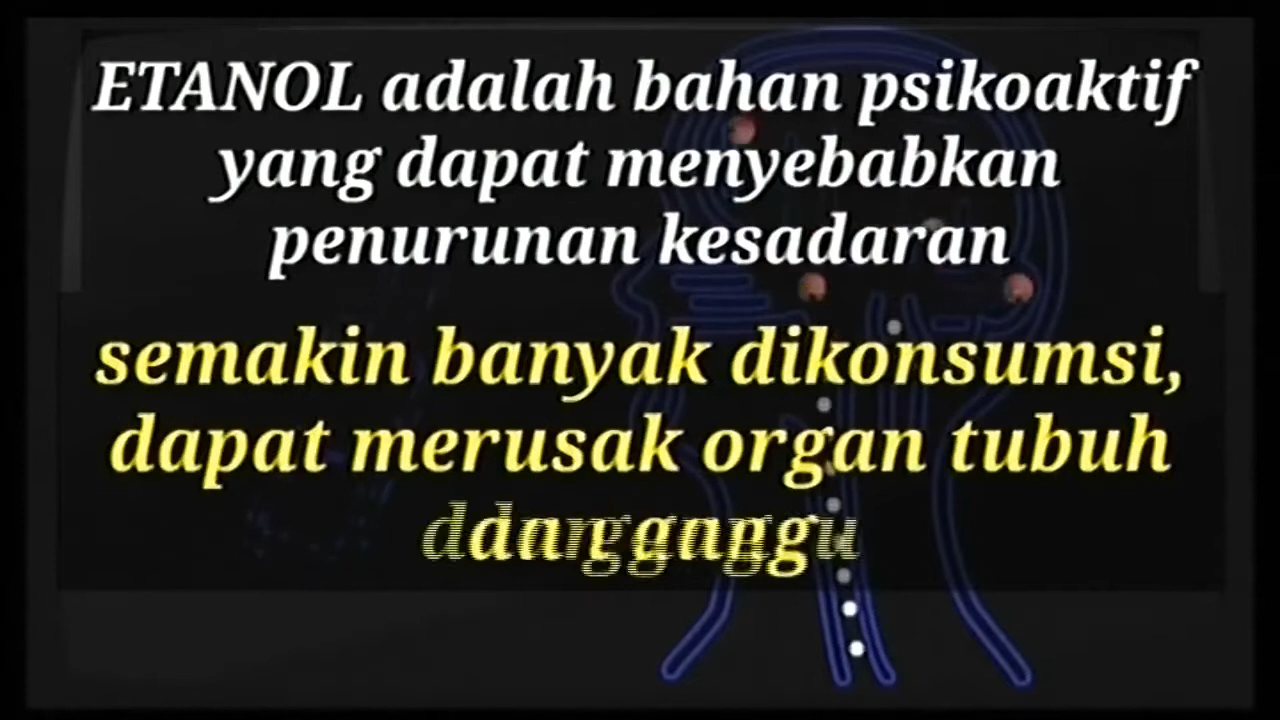 ETANOL adalah bahan psikoaktif
yang dapat menyebabkan
penurunan kesadaran
semakin banyak dikonsumsi,
dapat merusak organ tubuh